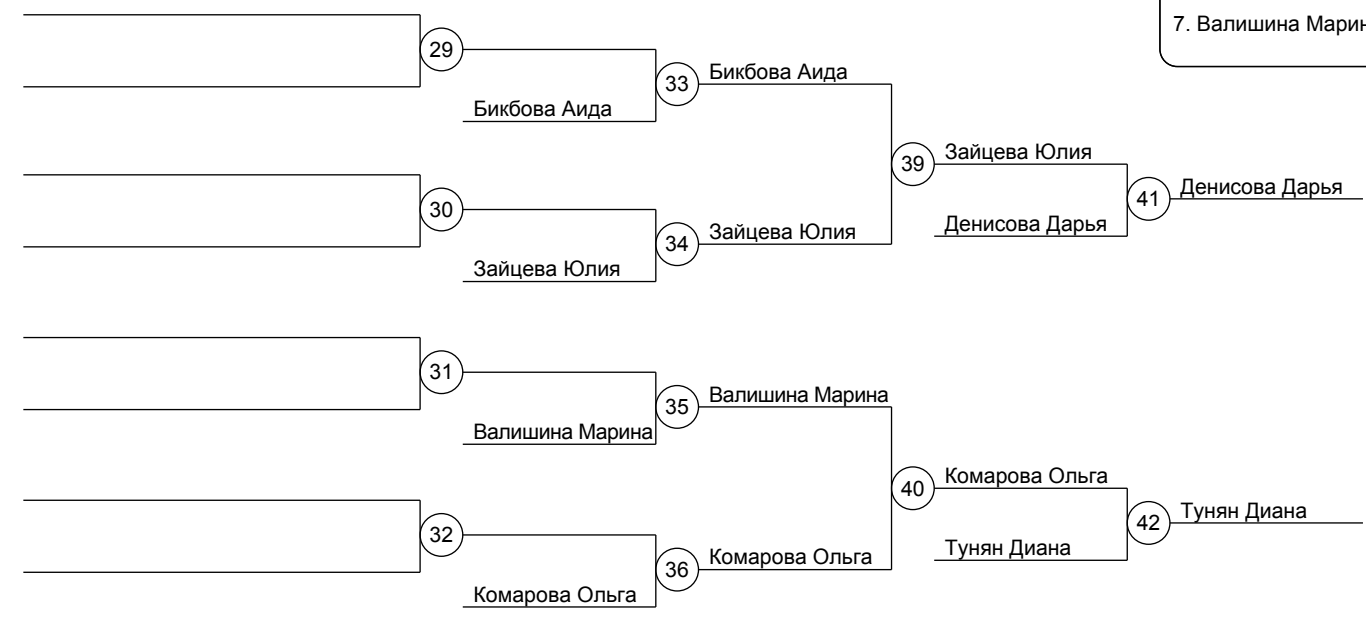 7. Валишина Марин
29
33
Бикбова Аида
Бикбова Аида
39
Зайцева Юлия
30
34
Зайцева Юлия
Зайцева Юлия
Денисова Дарья
41
Денисова Дарья
31
35
Валишина Марина
Валишина Марина
40
Комарова Ольга
32
36
Комарова Ольга
Комарова Ольга
Тунян Диана
42
Тунян Диана